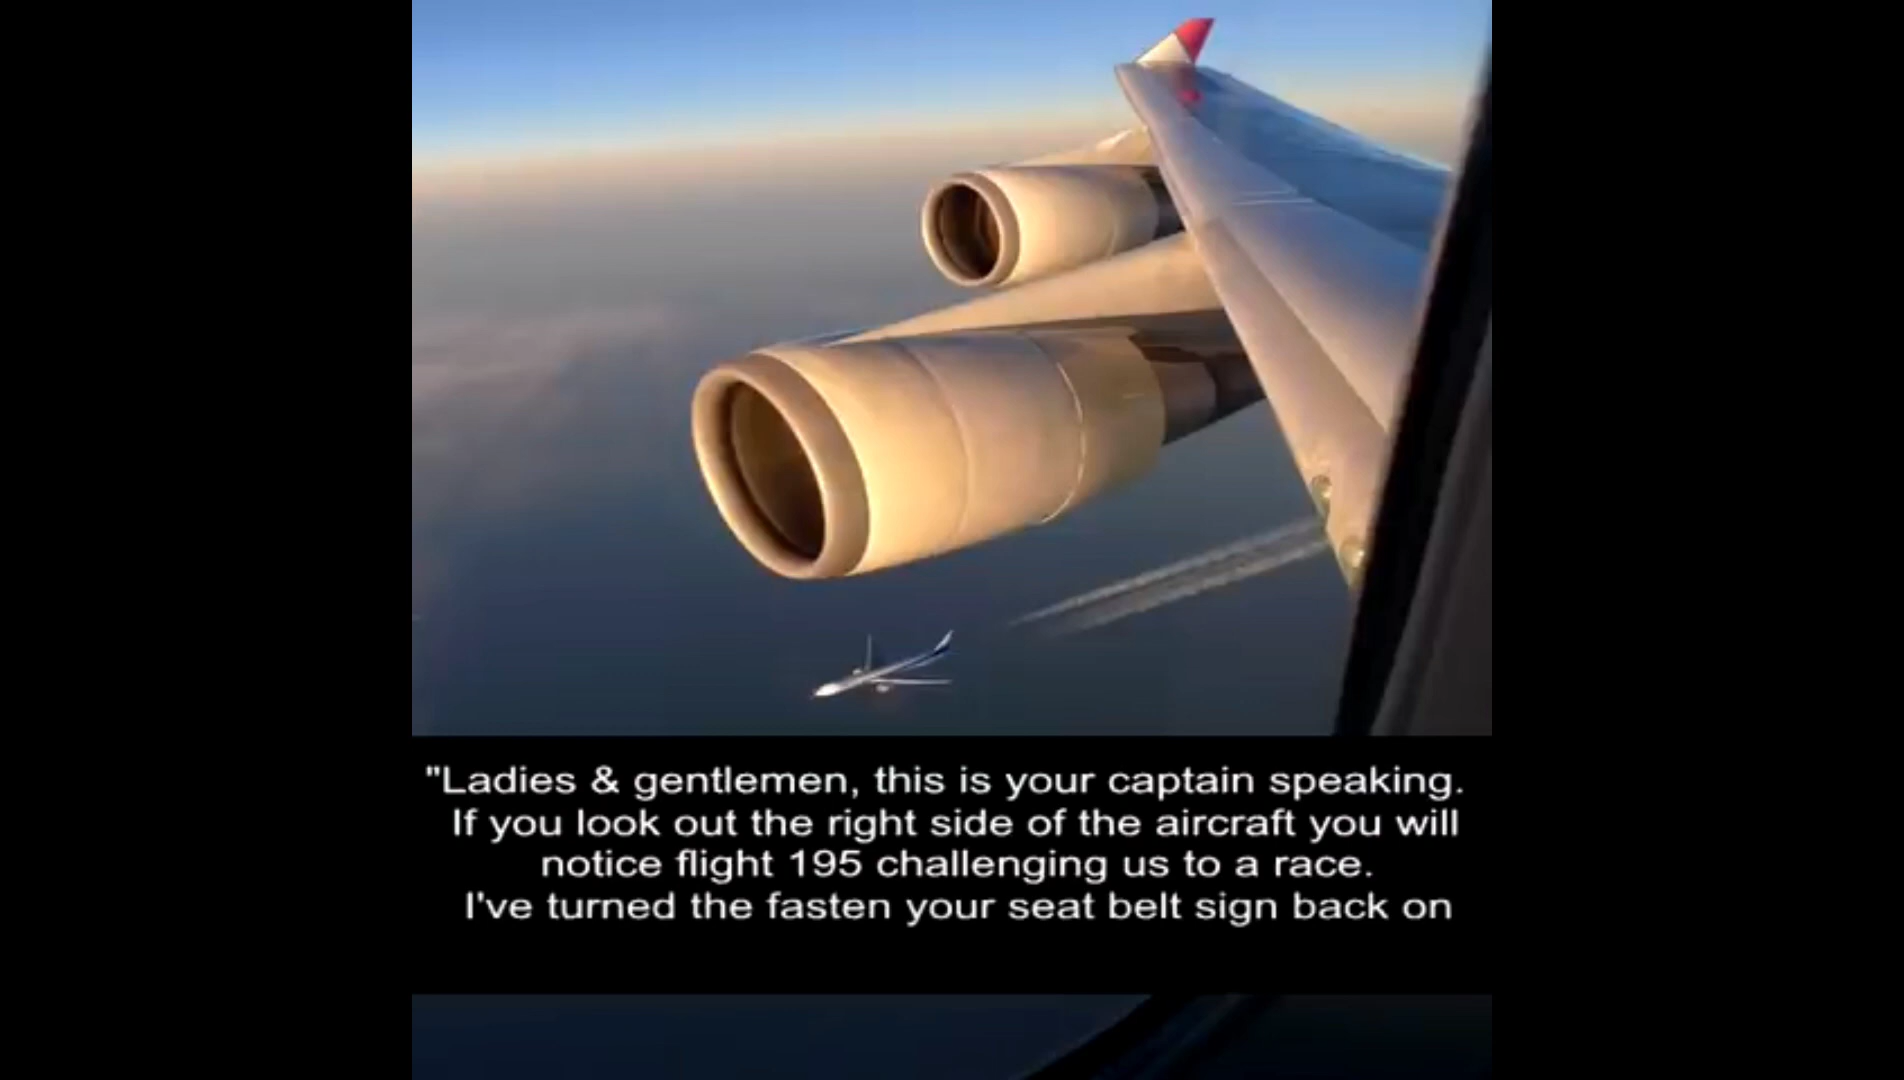 "Ladies & gentlemen, this is your captain speaking.
If you look out the right side of the aircraft you will
notice flight 195 challenging us to a race.
I've turned the fasten your seat belt sign back on